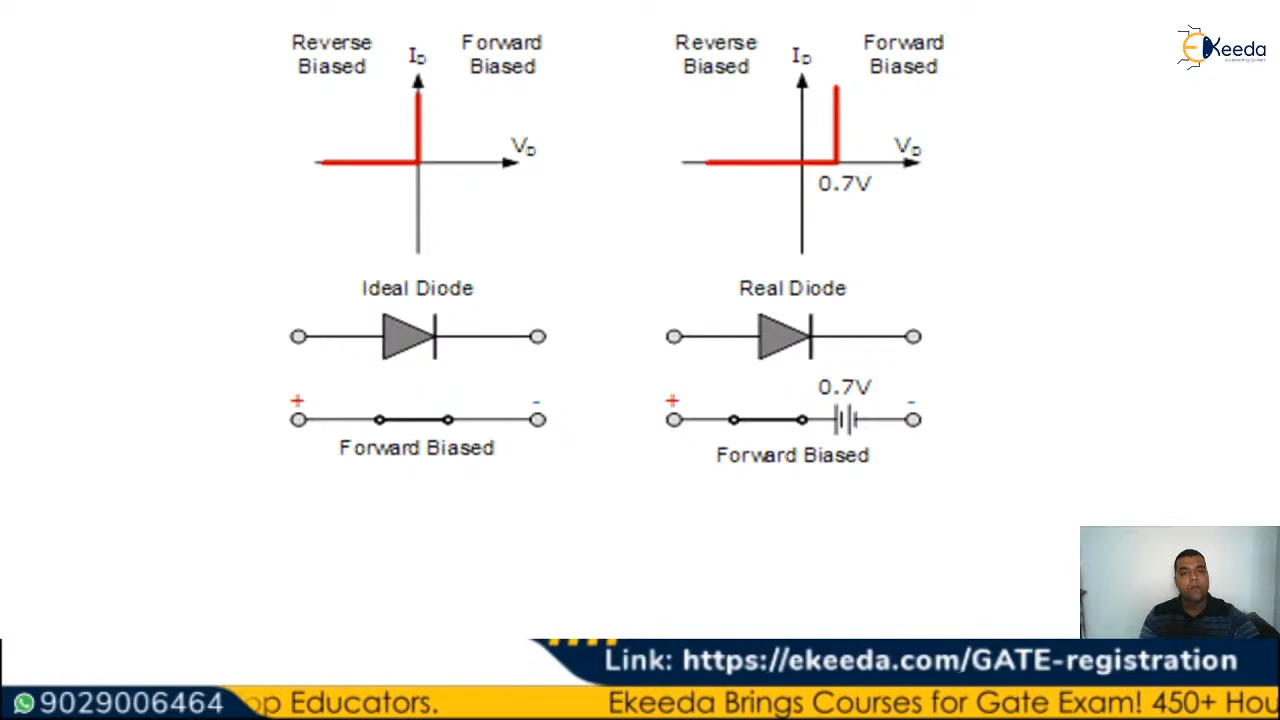 Reverse
Biased
I_D
Forward
Biased
V_D
Reverse
Biased
I_D
Forward
Biased
V_D
0.7V
Ekeeda
Ideal Diode
Real Diode
0.7V
+
-
+
-
Forward Biased
Forward Biased
Link: https://ekeeda.com/GATE-registration
9029006464
op Educators.
Ekeeda Brings Courses for Gate Exam! 450+ Hou